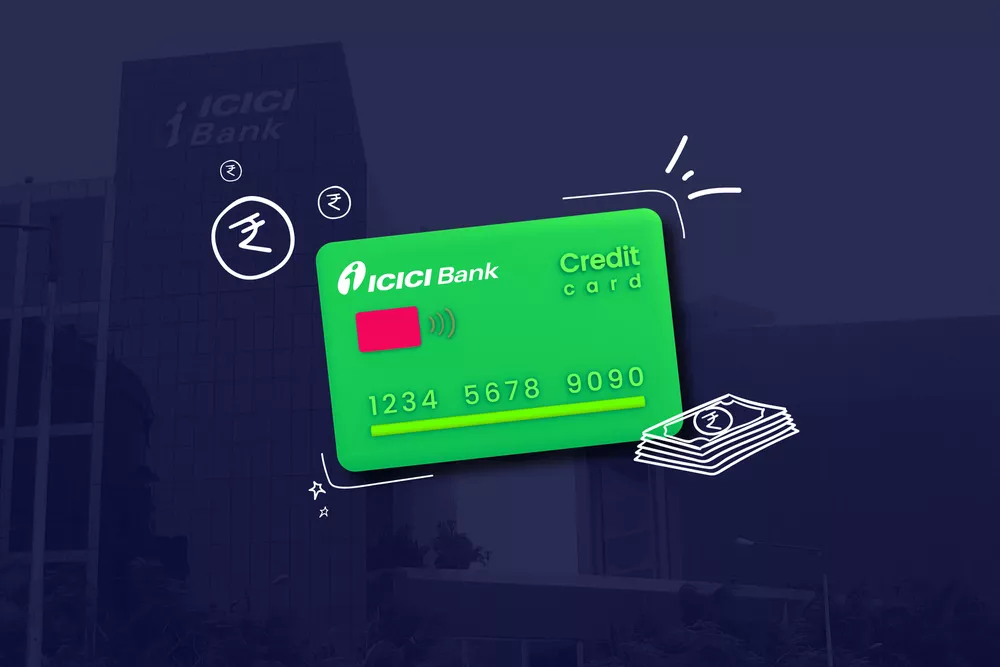 ICICI
Bank
₹
₹
₹
ICICI Bank
Credit
card
1234 5678 9090
₹